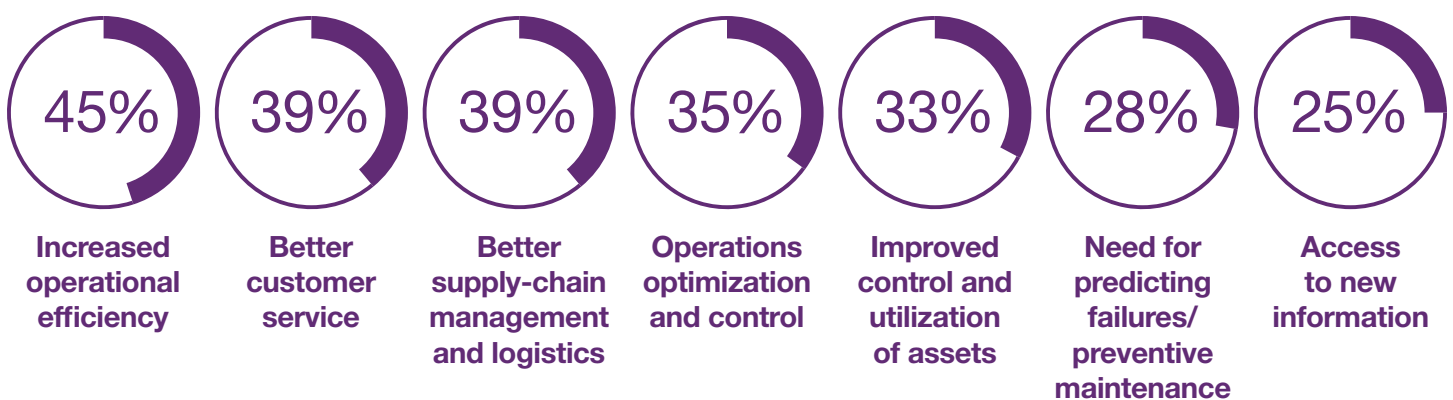 45%
Increased
operational
efficiency
39%
Better
customer
service
39%
Better
supply-chain
management
and logistics
35%
Operations
optimization
and control
33%
Improved
control and
utilization
of assets
28%
Need for
predicting
failures/
preventive
maintenance
25%
Access
to new
information